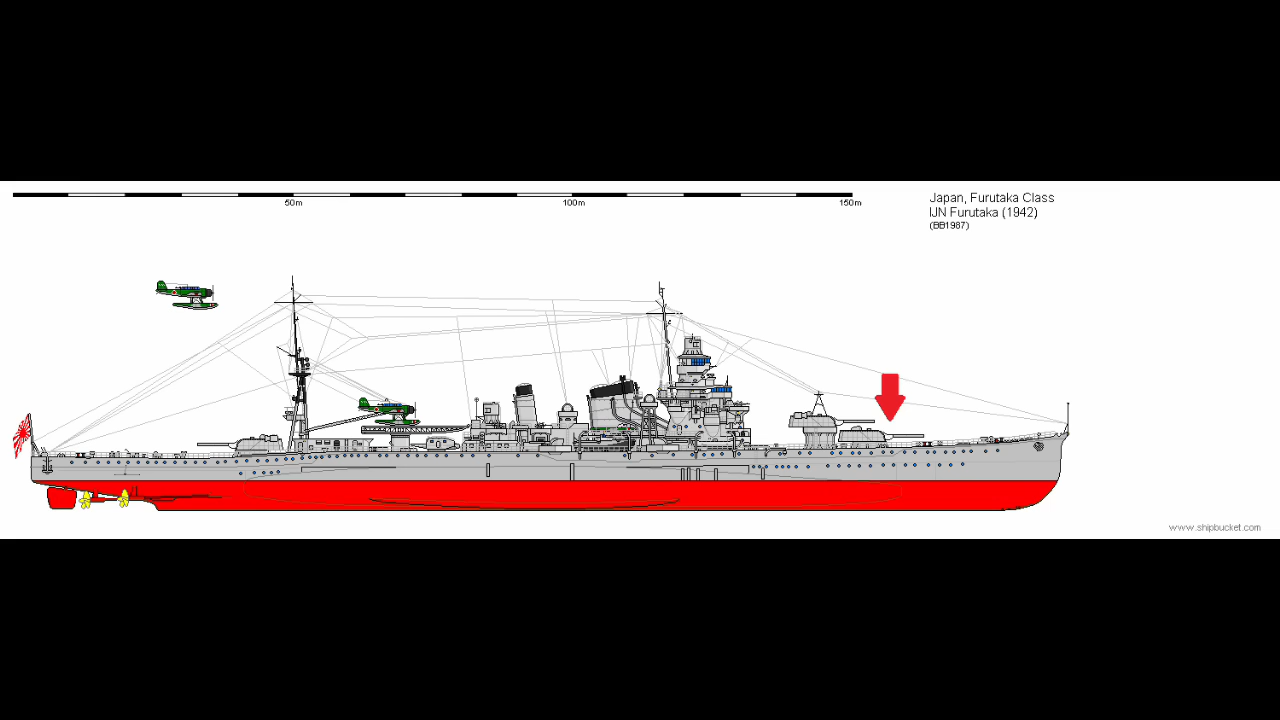 50m
100m
150m
Japan, Furutaka Class
IJN Furutaka (1942)
(BB1987)
www.shipbucket.com